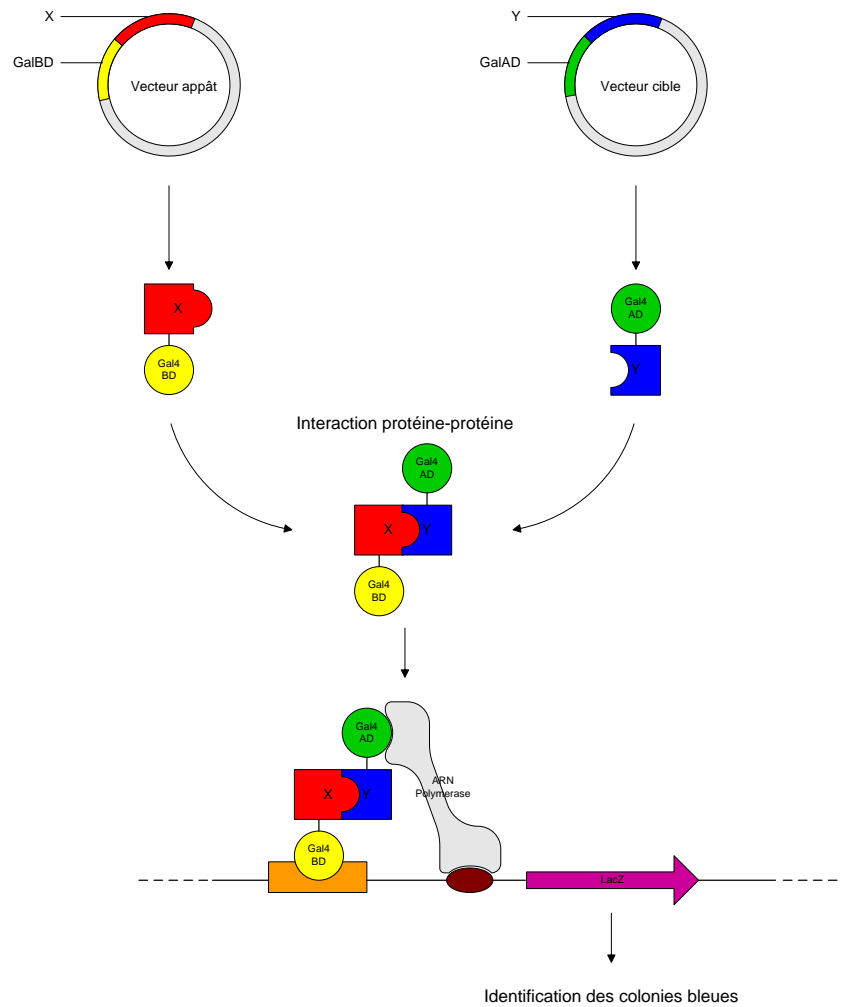 X
GalBD
Vecteur appât
Y
GalAD
Vecteur cible
X
Gal4
BD
Gal4
AD
Y
Interaction protéine-protéine
Gal4
AD
X
Y
Gal4
BD
Gal4
AD
ARN
Polymerase
X
Y
Gal4
BD
LacZ
Identification des colonies bleues